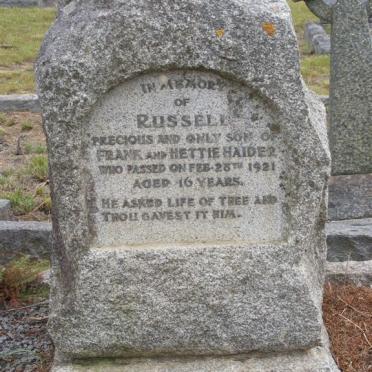 IN MEMORY
OF
RUSSELL
PRECIOUS AND ONLY SON OF
FRANK AND HETTIE HAIDER
WHO PASSED ON FEB. 28TH 1921
AGED 16 YEARS.
HE ASKED LIFE OF THEE AND
THOU GAVEST IT HIM.